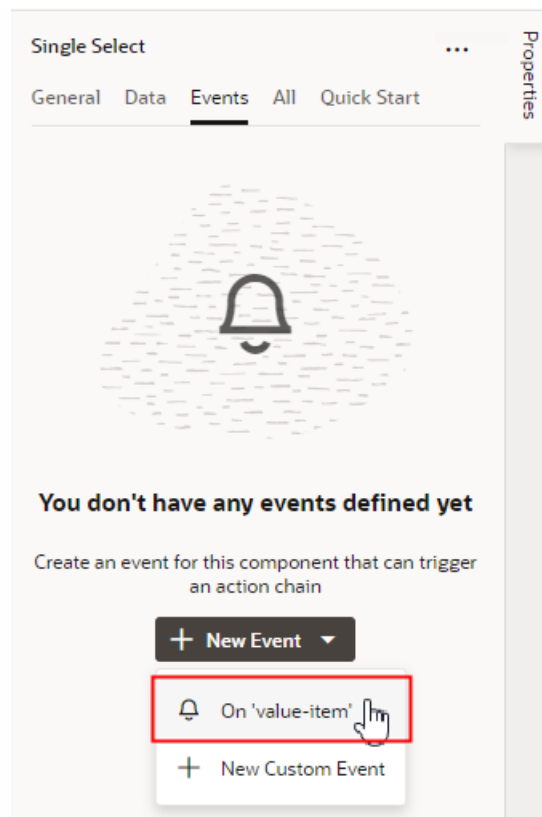 Single Select
Properties
General Data Events All Quick Start
You don't have any events defined yet
Create an event for this component that can trigger
an action chain
New Event
On 'value-item'
New Custom Event